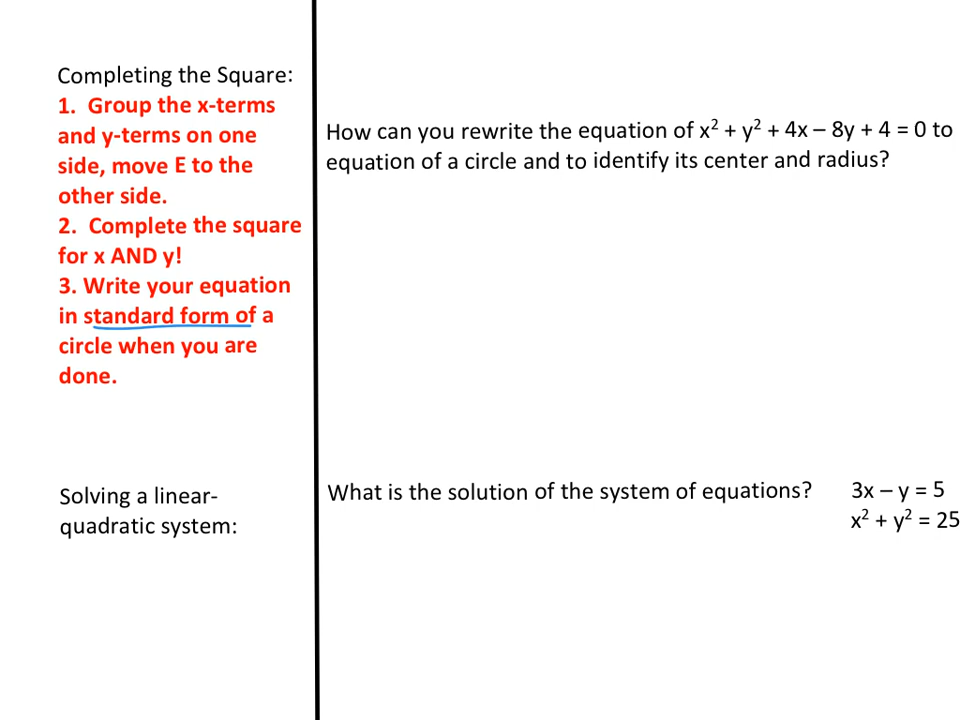 Completing the Square:
1. Group the x-terms
and y-terms on one
side, move E to the
other side.
2. Complete the square
for x AND y!
3. Write your equation
in standard form of a
circle when you are
done.
How can you rewrite the equation of x² + y² + 4x – 8y + 4 = 0 to
equation of a circle and to identify its center and radius?
Solving a linear-
quadratic system:
What is the solution of the system of equations? 3x – y = 5
x² + y² = 25